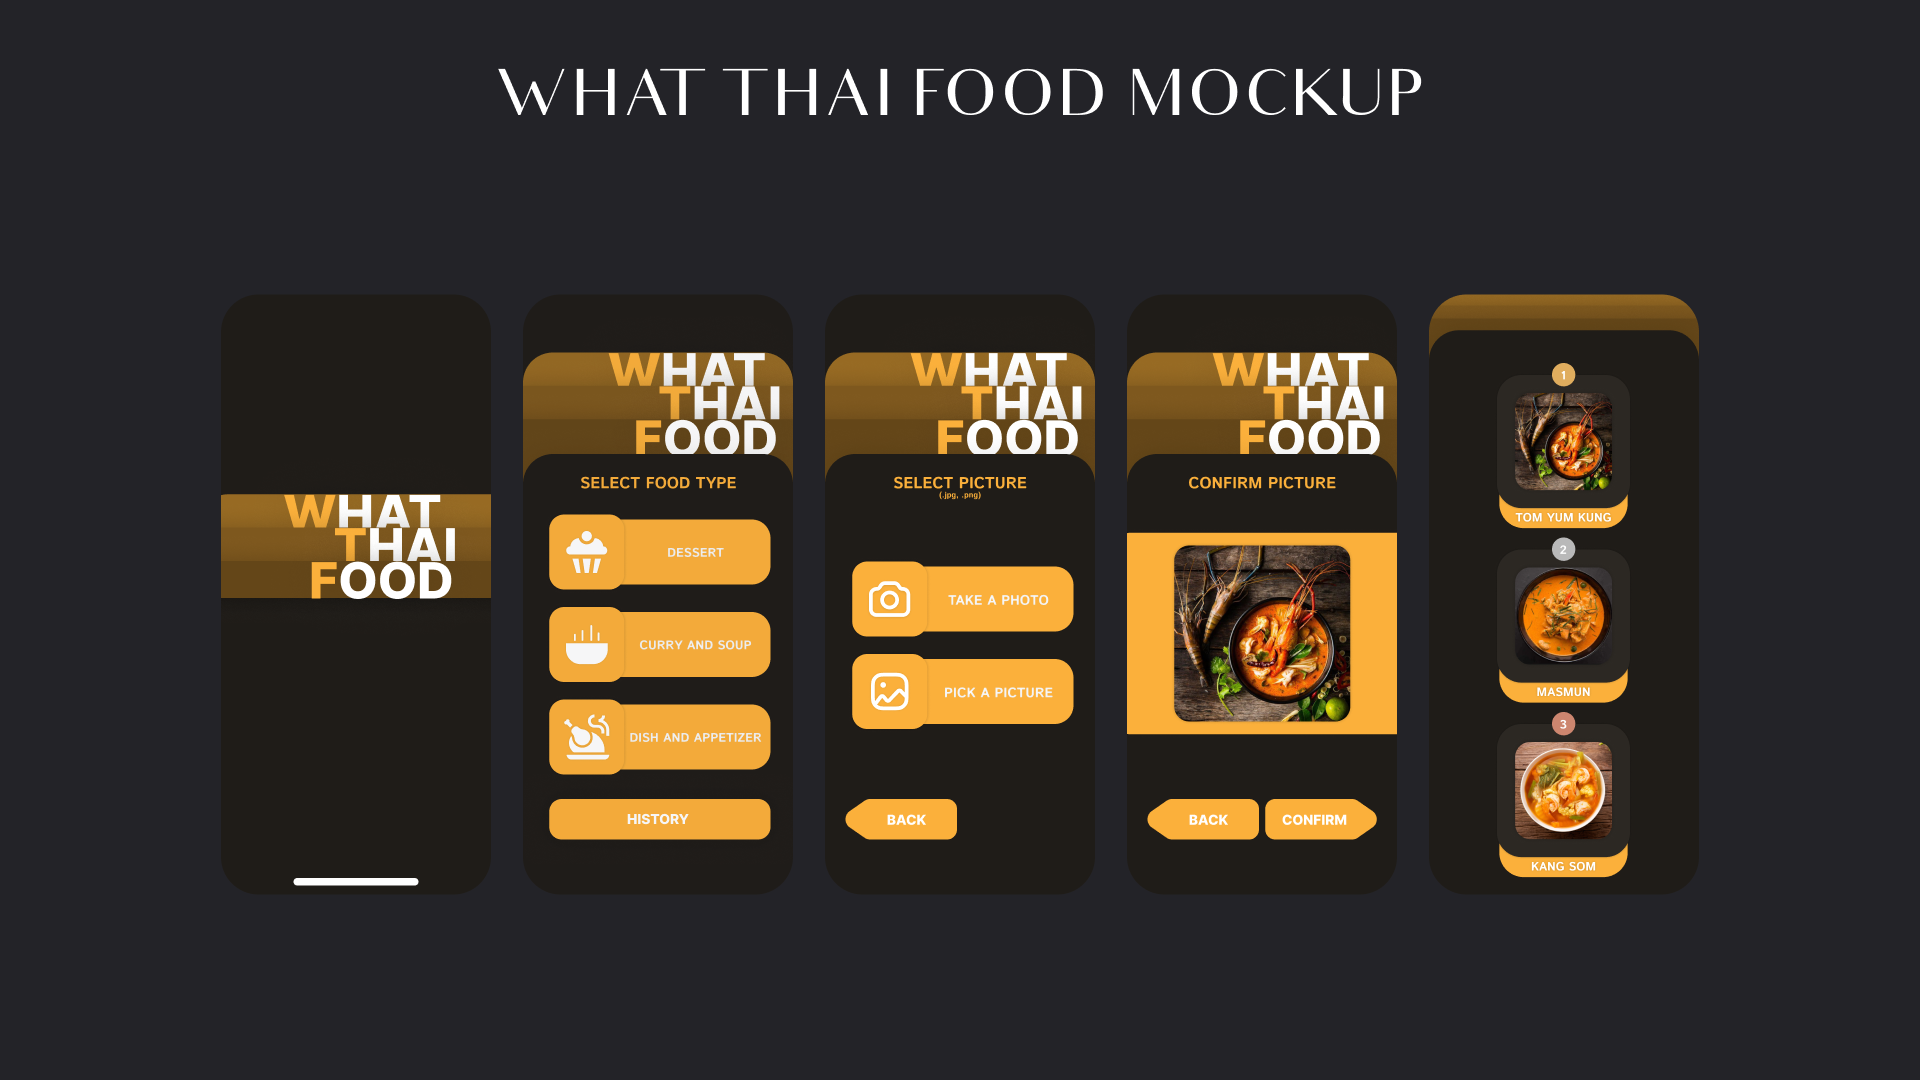 WHAT THAI FOOD MOCKUP
WHAT
THAI
FOOD
WHAT
THAI
FOOD
SELECT FOOD TYPE
DESSERT
CURRY AND SOUP
DISH AND APPETIZER
HISTORY
WHAT
THAI
FOOD
SELECT PICTURE
(.jpg, .png)
TAKE A PHOTO
PICK A PICTURE
BACK
WHAT
THAI
FOOD
CONFIRM PICTURE
BACK
CONFIRM
1
TOM YUM KUNG
2
MASMUN
3
KANG SOM